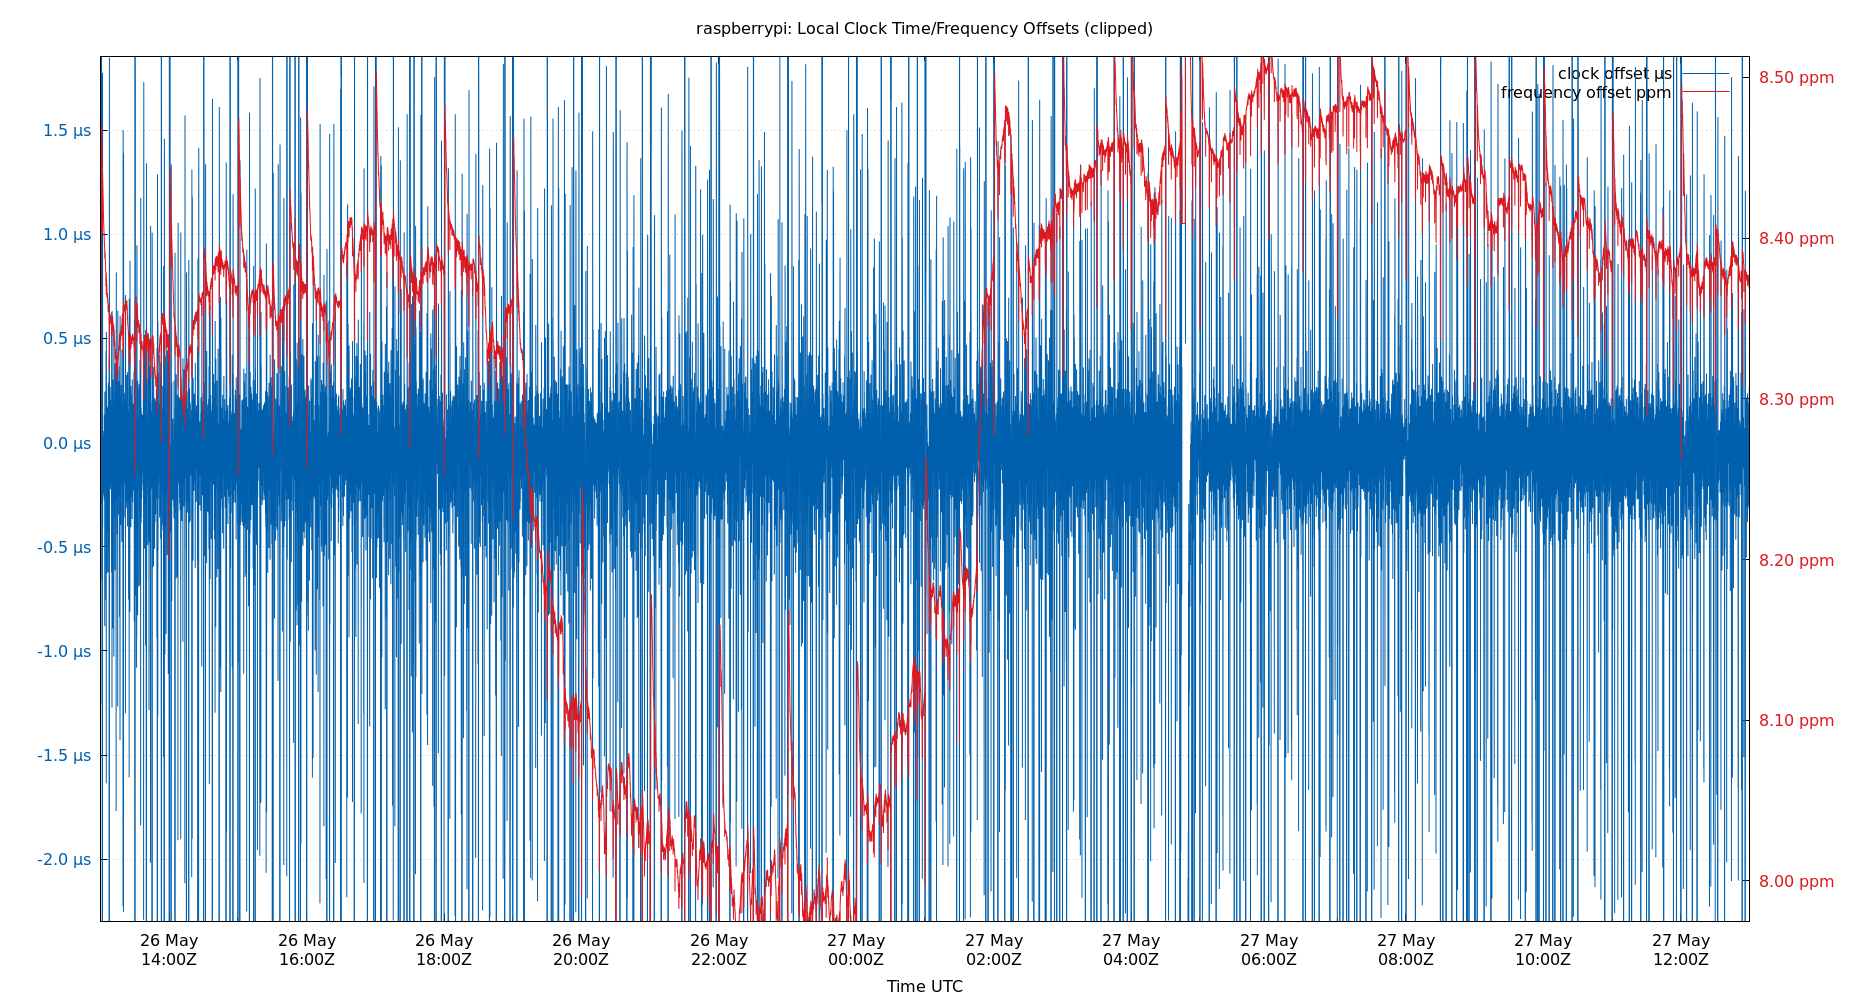 raspberrypi: Local Clock Time/Frequency Offsets (clipped)
clock offset µs
frequency offset ppm
1.5 µs
1.0 µs
0.5 µs
0.0 µs
-0.5 µs
-1.0 µs
-1.5 µs
-2.0 µs
8.50 ppm
8.40 ppm
8.30 ppm
8.20 ppm
8.10 ppm
8.00 ppm
26 May 26 May 26 May 26 May 26 May 27 May 27 May 27 May 27 May 27 May 27 May 27 May
14:00Z 16:00Z 18:00Z 20:00Z 22:00Z 00:00Z 02:00Z 04:00Z 06:00Z 08:00Z 10:00Z 12:00Z
Time UTC